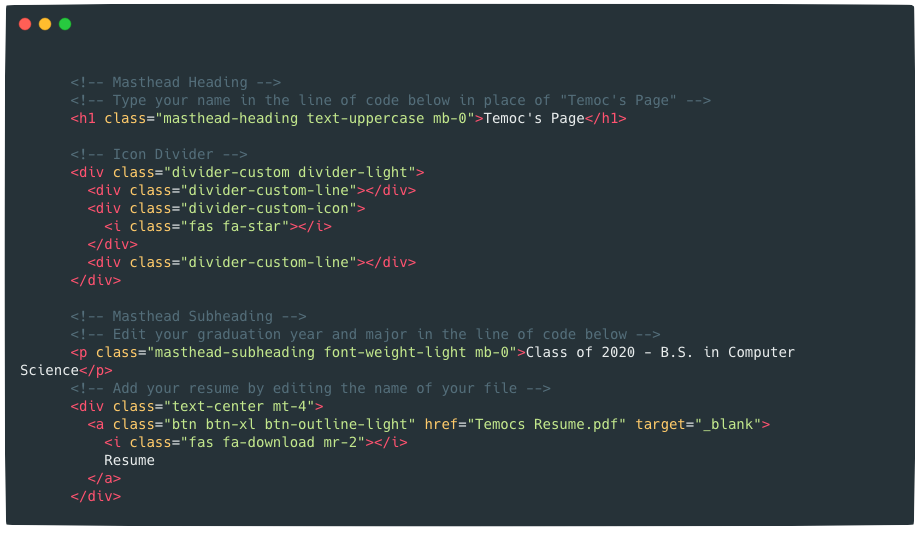 <!-- Masthead Heading -->
<!-- Type your name in the line of code below in place of "Temoc's Page" -->
<h1 class="masthead-heading text-uppercase mb-0">Temoc's Page</h1>
<!-- Icon Divider -->
<div class="divider-custom divider-light">
<div class="divider-custom-line"></div>
<div class="divider-custom-icon">
<i class="fas fa-star"></i>
</div>
<div class="divider-custom-line"></div>
</div>
<!-- Masthead Subheading -->
<!-- Edit your graduation year and major in the line of code below -->
<p class="masthead-subheading font-weight-light mb-0">Class of 2020 - B.S. in Computer
Science</p>
<!-- Add your resume by editing the name of your file -->
<div class="text-center mt-4">
<a class="btn btn-xl btn-outline-light" href="Temocs Resume.pdf" target="_blank">
<i class="fas fa-download mr-2"></i>
Resume
</a>
</div>